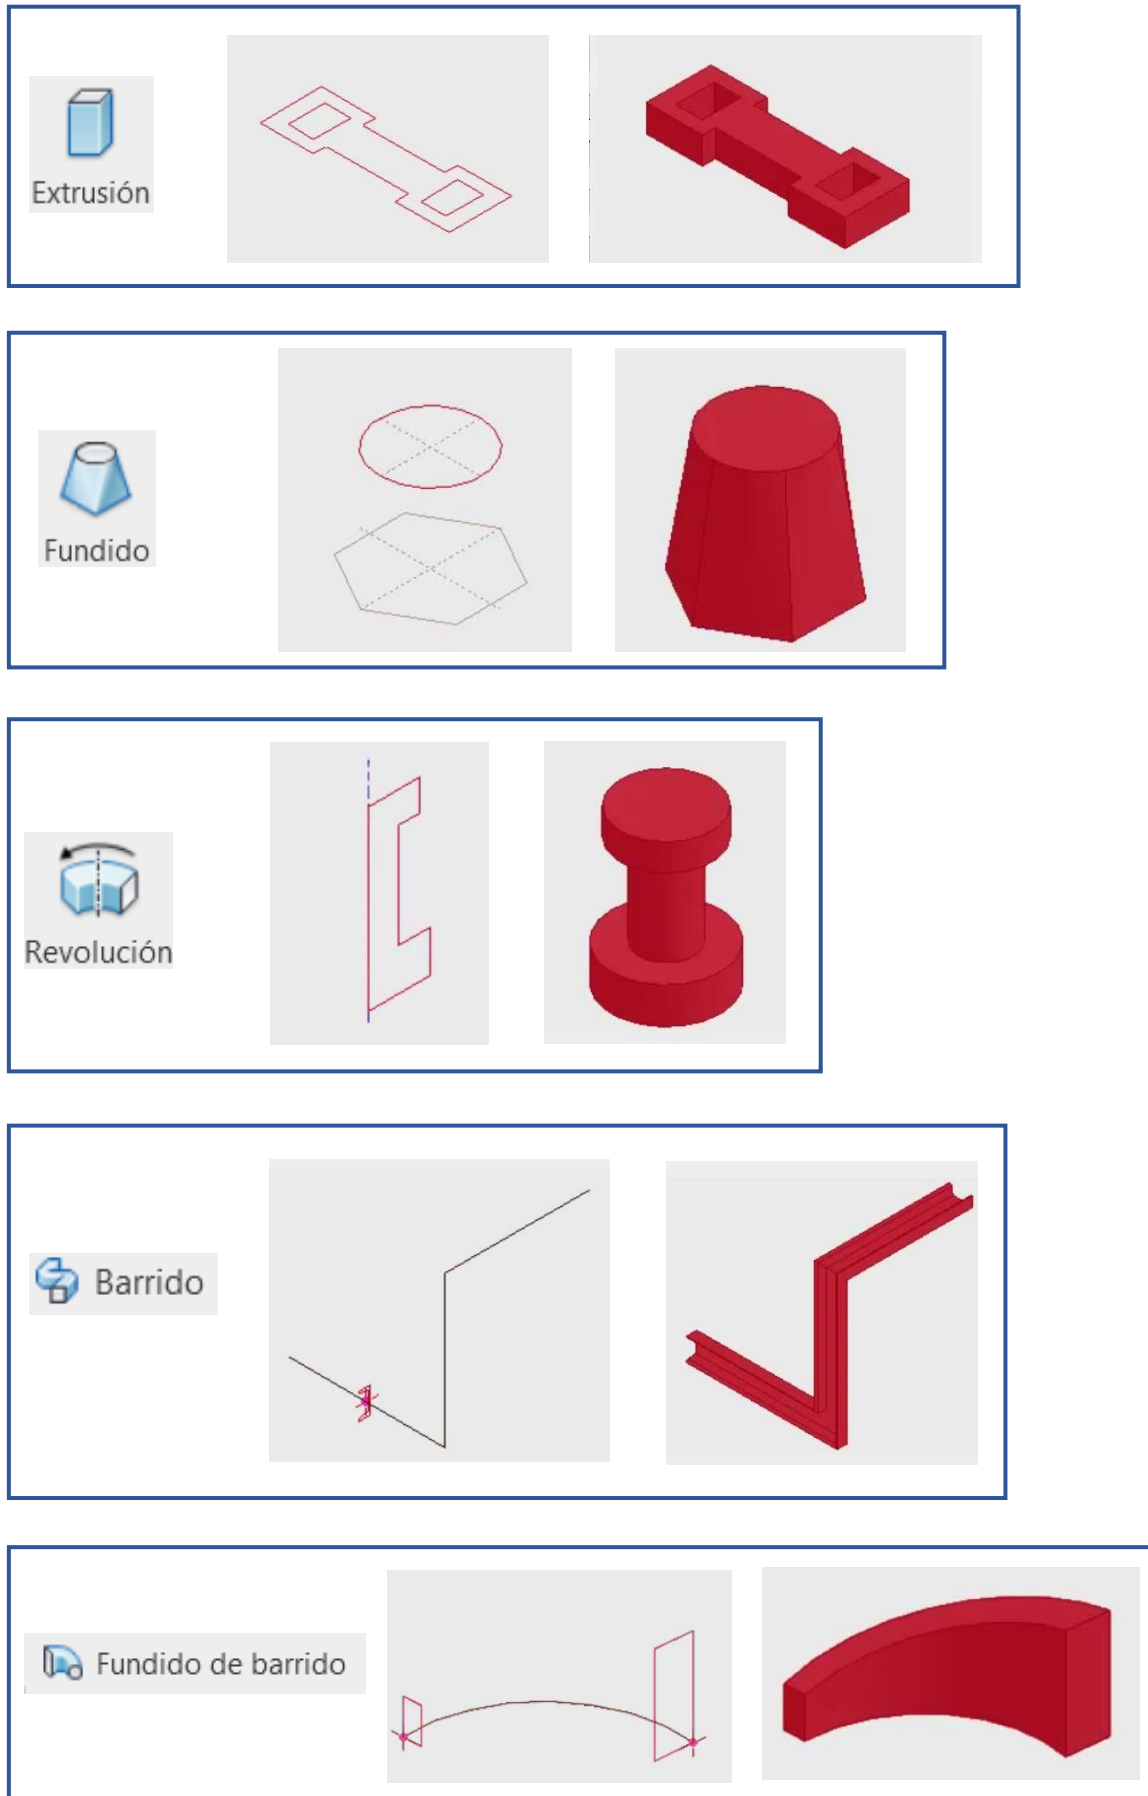 Extrusión
Fundido
Revolución
Barrido
Fundido de barrido